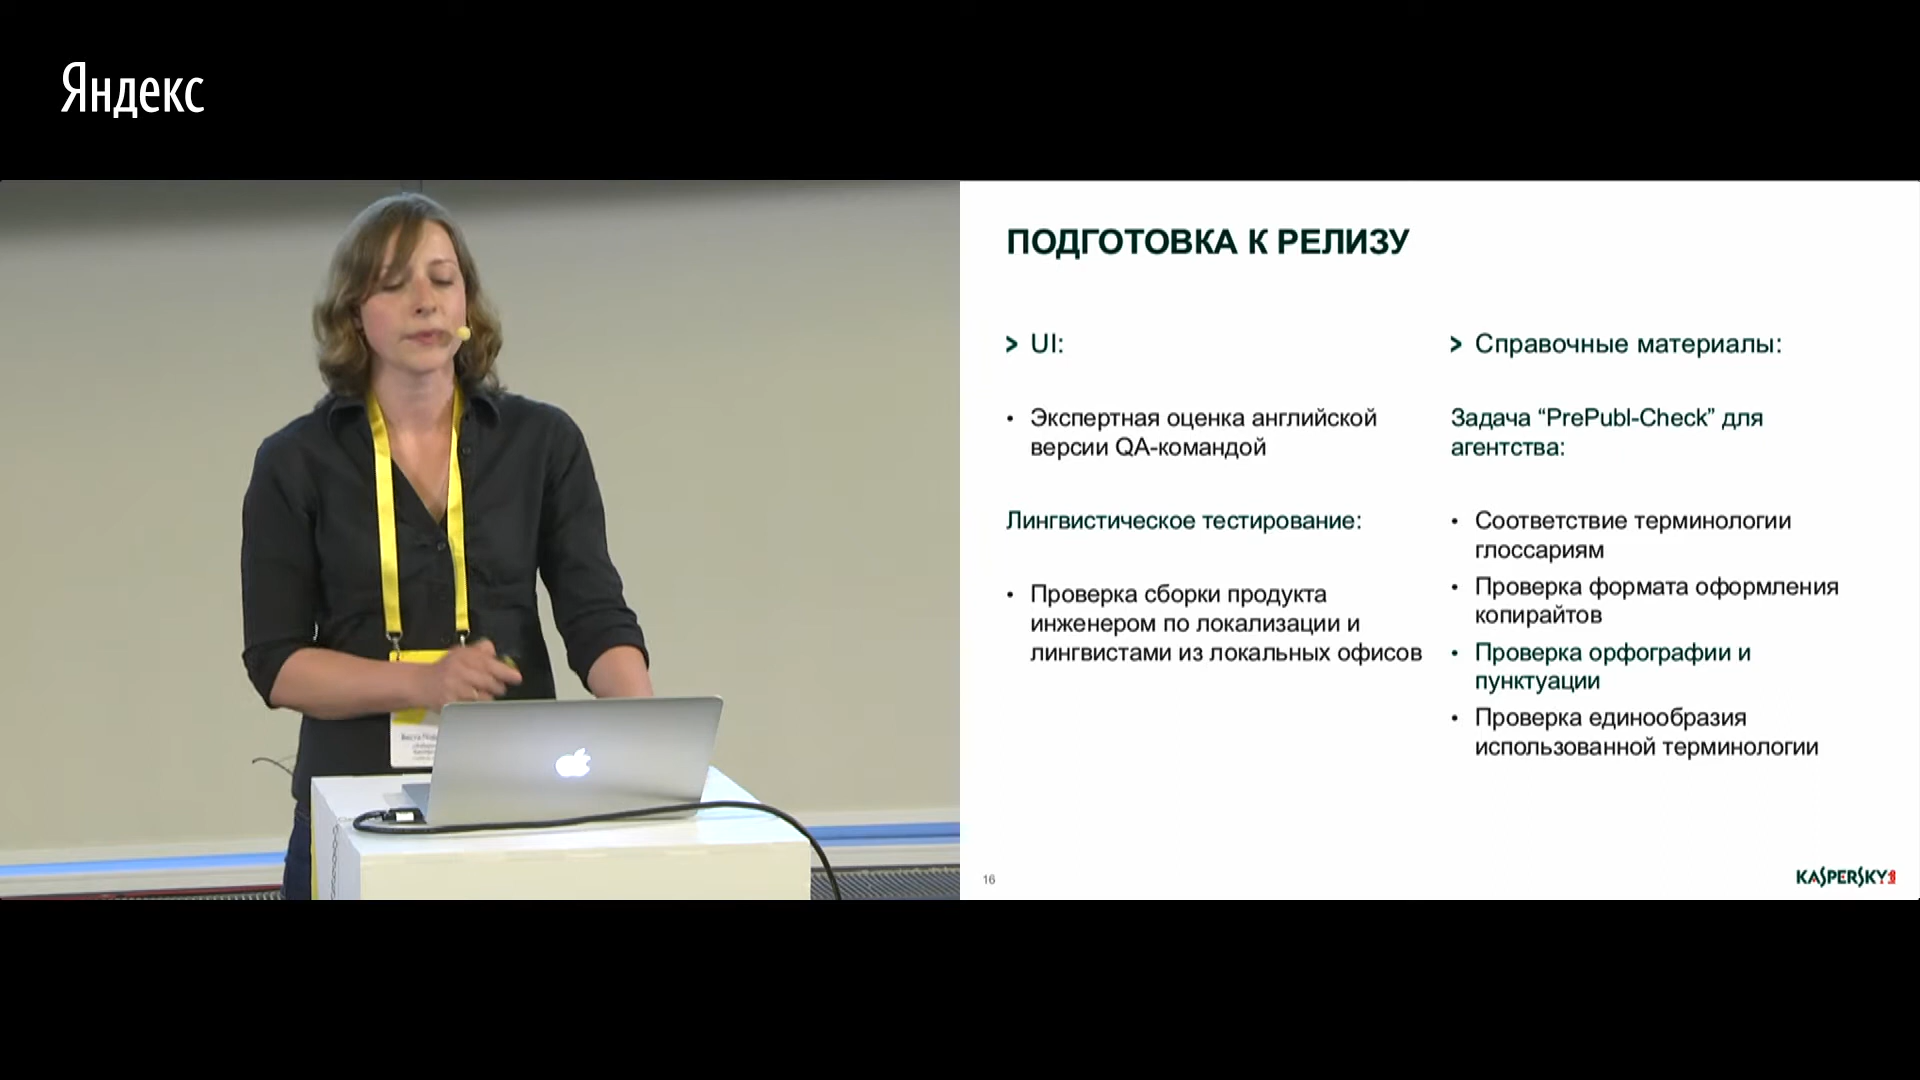 Яндекс
ПОДГОТОВКА К РЕЛИЗУ
> UI:
• Экспертная оценка английской
версии QA-командой
Лингвистическое тестирование:
• Проверка сборки продукта
инженером по локализации и
лингвистами из локальных офисов
> Справочные материалы:
Задача “PrePubl-Check” для
агентства:
• Соответствие терминологии
глоссариям
• Проверка формата оформления
копирайтов
• Проверка орфографии и
пунктуации
• Проверка единообразия
использованной терминологии
16
KASPERSKY